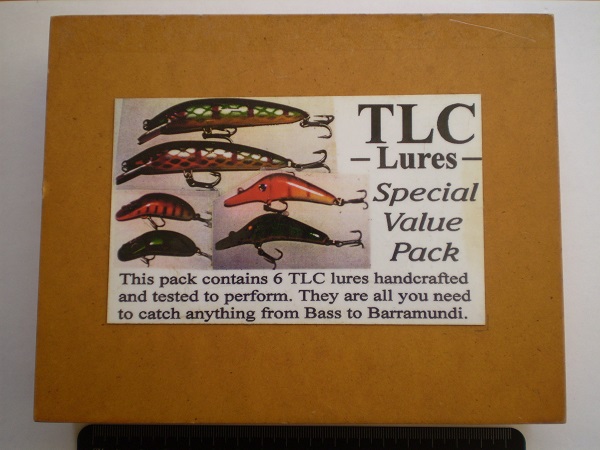 TLC
–Lures–
Special
Value
Pack
This pack contains 6 TLC lures handcrafted
and tested to perform. They are all you need
to catch anything from Bass to Barramundi.